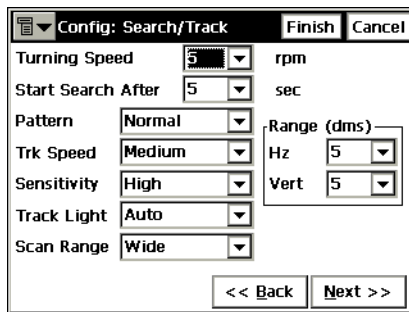 Config: Search/Track Finish Cancel
Turning Speed 5 rpm
Start Search After 5 sec
Pattern Normal
Range (dms)
Trk Speed Medium
Hz 5
Sensitivity High
Vert 5
Track Light Auto
Scan Range Wide
<< Back Next >>